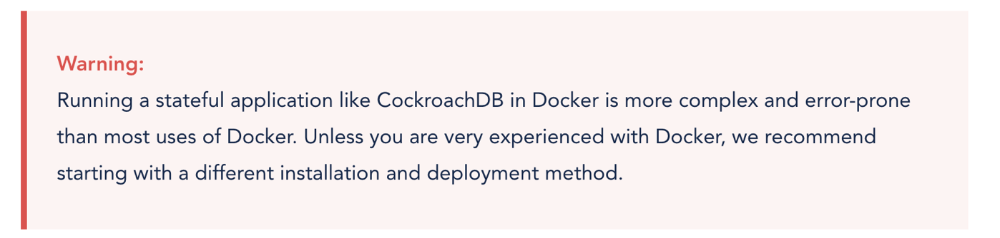 Warning:
Running a stateful application like CockroachDB in Docker is more complex and error-prone
than most uses of Docker. Unless you are very experienced with Docker, we recommend
starting with a different installation and deployment method.